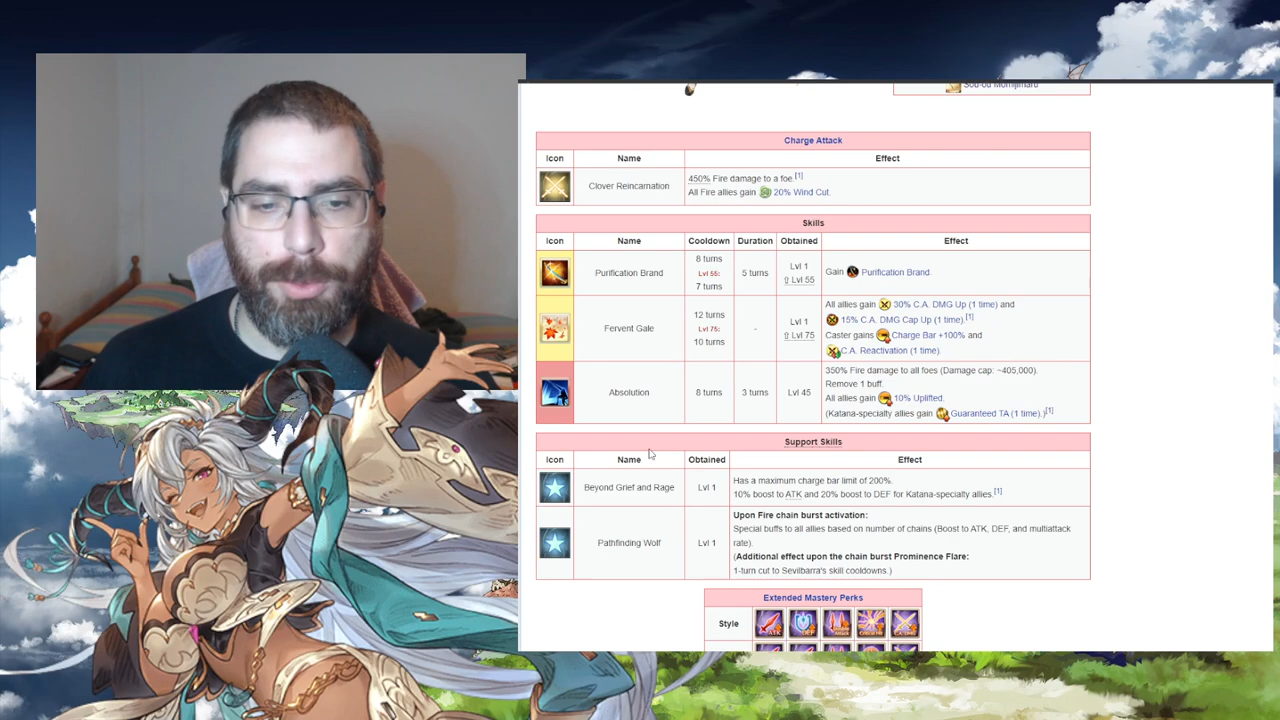 Sou-ou Momijimaru
Charge Attack
Icon Name Effect
Clover Reincarnation
450% Fire damage to a foe.[1]
All Fire allies gain 20% Wind Cut.
Skills
Icon Name Cooldown Duration Obtained Effect
Purification Brand
8 turns
Lvl 55:
7 turns
5 turns
Lvl 1
⇧ Lvl 55
Gain Purification Brand.
Fervent Gale
12 turns
Lvl 75:
10 turns
-
Lvl 1
⇧ Lvl 75
All allies gain 30% C.A. DMG Up (1 time) and
15% C.A. DMG Cap Up (1 time).[1]
Caster gains Charge Bar +100% and
C.A. Reactivation (1 time).
Absolution
8 turns
3 turns
Lvl 45
350% Fire damage to all foes (Damage cap: ~405,000).
Remove 1 buff.
All allies gain 10% Uplifted.
(Katana-specialty allies gain Guaranteed TA (1 time).)[1]
Support Skills
Icon Name Obtained Effect
Beyond Grief and Rage
Lvl 1
Has a maximum charge bar limit of 200%.
10% boost to ATK and 20% boost to DEF for Katana-specialty allies.[1]
Pathfinding Wolf
Lvl 1
Upon Fire chain burst activation:
Special buffs to all allies based on number of chains (Boost to ATK, DEF, and multiattack
rate).
(Additional effect upon the chain burst Prominence Flare:
1-turn cut to Sevilbarra's skill cooldowns.)
Extended Mastery Perks
Style
ATK
DEF